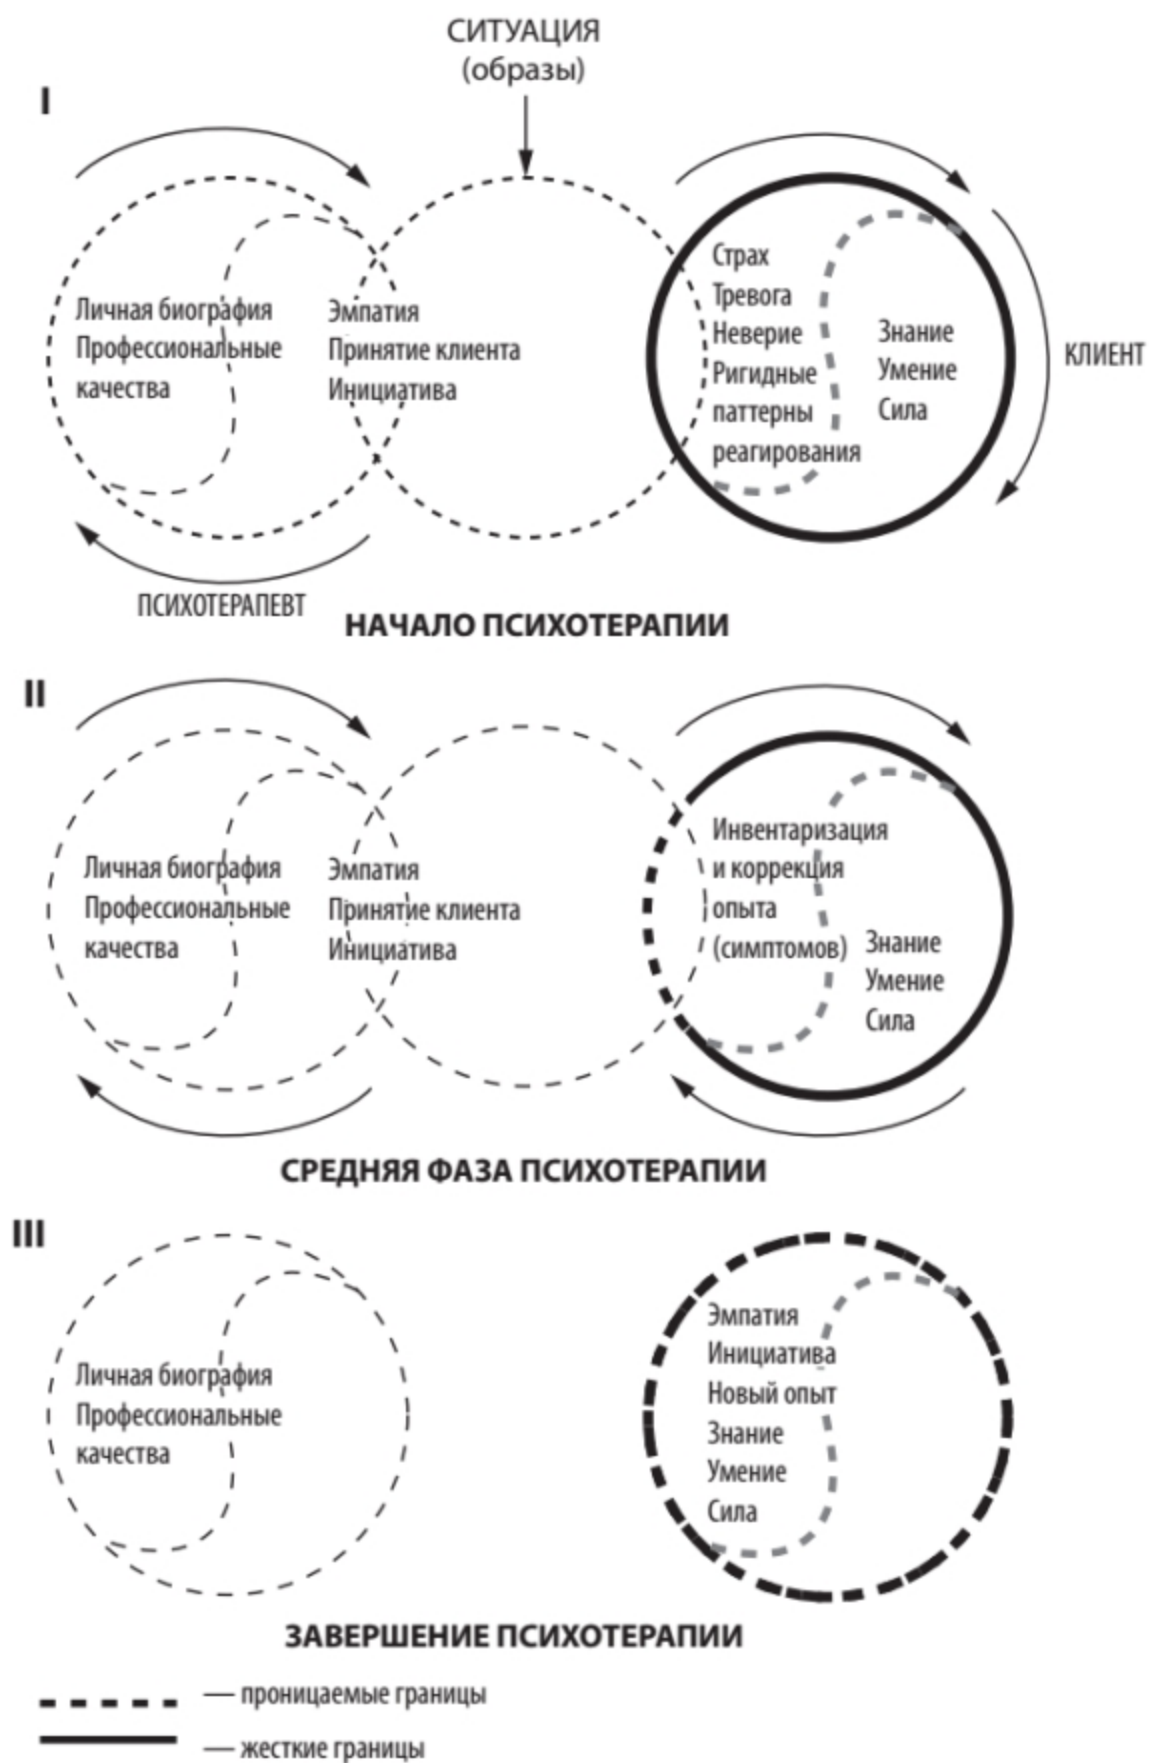 СИТУАЦИЯ
(образы)
I
Личная биография
Профессиональные
качества
Эмпатия
Принятие клиента
Инициатива
Страх
Тревога
Неверие
Ригидные
паттерны
реагирования
Знание
Умение
Сила
КЛИЕНТ
ПСИХОТЕРАПЕВТ
НАЧАЛО ПСИХОТЕРАПИИ
II
Личная биография
Профессиональные
качества
Эмпатия
Принятие клиента
Инициатива
Инвентаризация
и коррекция
опыта
(симптомов)
Знание
Умение
Сила
СРЕДНЯЯ ФАЗА ПСИХОТЕРАПИИ
III
Личная биография
Профессиональные
качества
Эмпатия
Инициатива
Новый опыт
Знание
Умение
Сила
ЗАВЕРШЕНИЕ ПСИХОТЕРАПИИ
— проницаемые границы
— жесткие границы